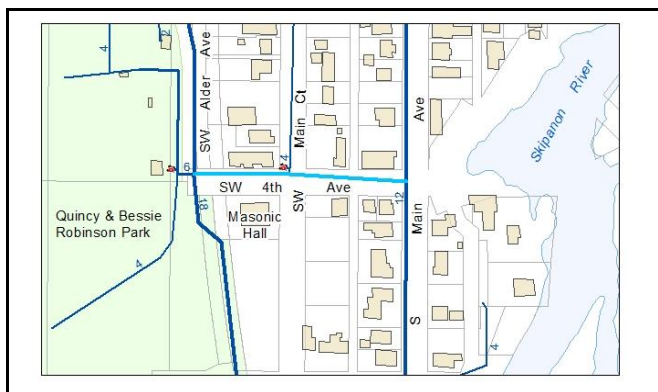 4
2
SW Alder Ave
SW Main Ct
4
S Main Ave
Skipanon River
6
SW 4th Ave
18
12
Quincy & Bessie
Robinson Park
Masonic
Hall
4
4